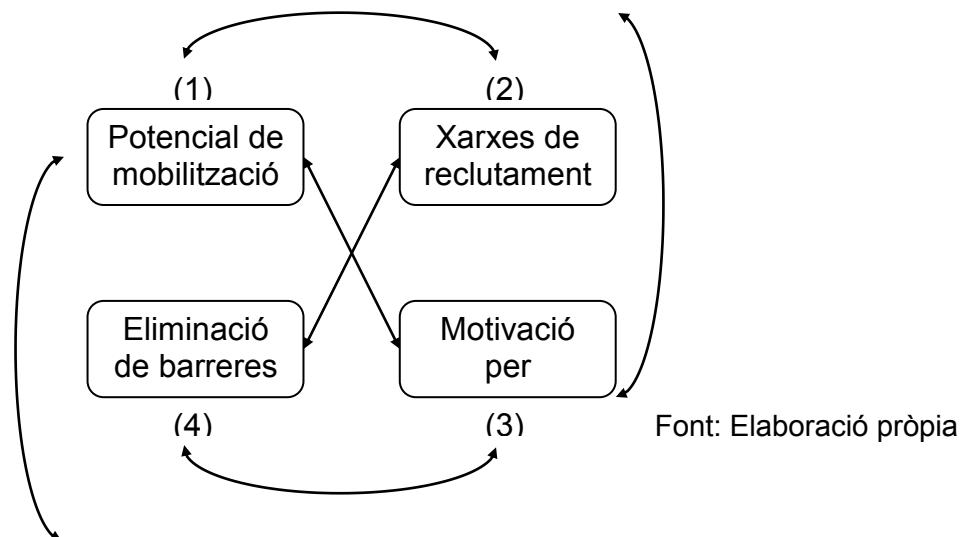 (1)
(2)
Potencial de
mobilització
Xarxes de
reclutament
Eliminació
de barreres
Motivació
per
(4)
(3)
Font: Elaboració pròpia